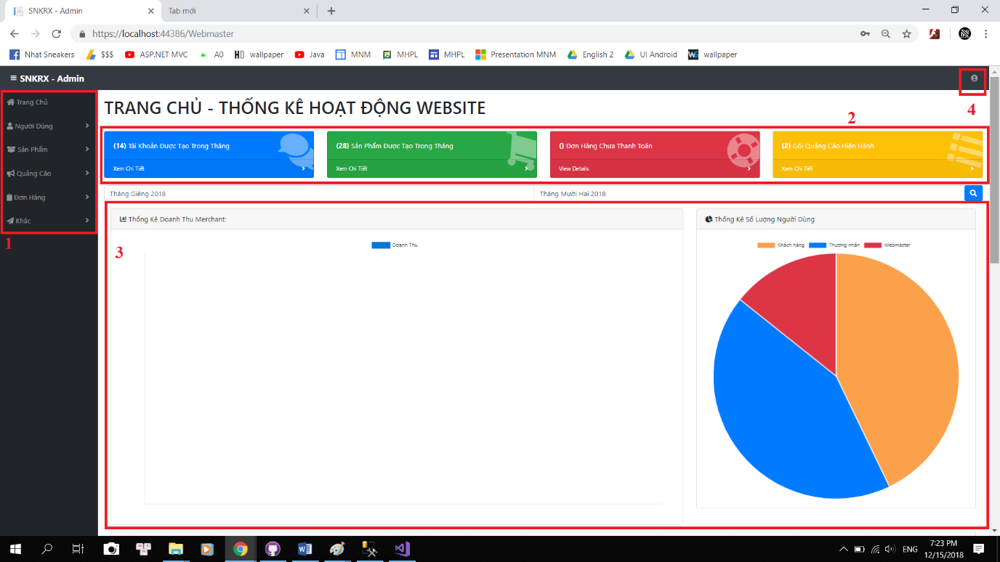 SNKRX - Admin
Tab mới
https://localhost:44386/Webmaster
Nhat Sneakers
$$$
ASP.NET MVC
A0
wallpaper
Java
MNM
MHPL
MHPL
Presentation MNM
English 2
UI Android
wallpaper
SNKRX - Admin
4
Trang Chủ
Người Dùng
Sản Phẩm
Quảng Cáo
Đơn Hàng
Khác
1
TRANG CHỦ - THỐNG KÊ HOẠT ĐỘNG WEBSITE
2
(14) Tài Khoản Được Tạo Trong Tháng
Xem Chi Tiết
(28) Sản Phẩm Được Tạo Trong Tháng
Xem Chi Tiết
() Đơn Hàng Chưa Thanh Toán
View Details
(2) Gói Quảng Cáo Hiện Hành
Xem Chi Tiết
Tháng Giêng 2018
Tháng Mười Hai 2018
3
Thống Kê Doanh Thu Merchant:
Doanh Thu
Thống Kê Số Lượng Người Dùng
Khách hàng
Thương nhân
Webmaster
ENG
7:23 PM
12/15/2018